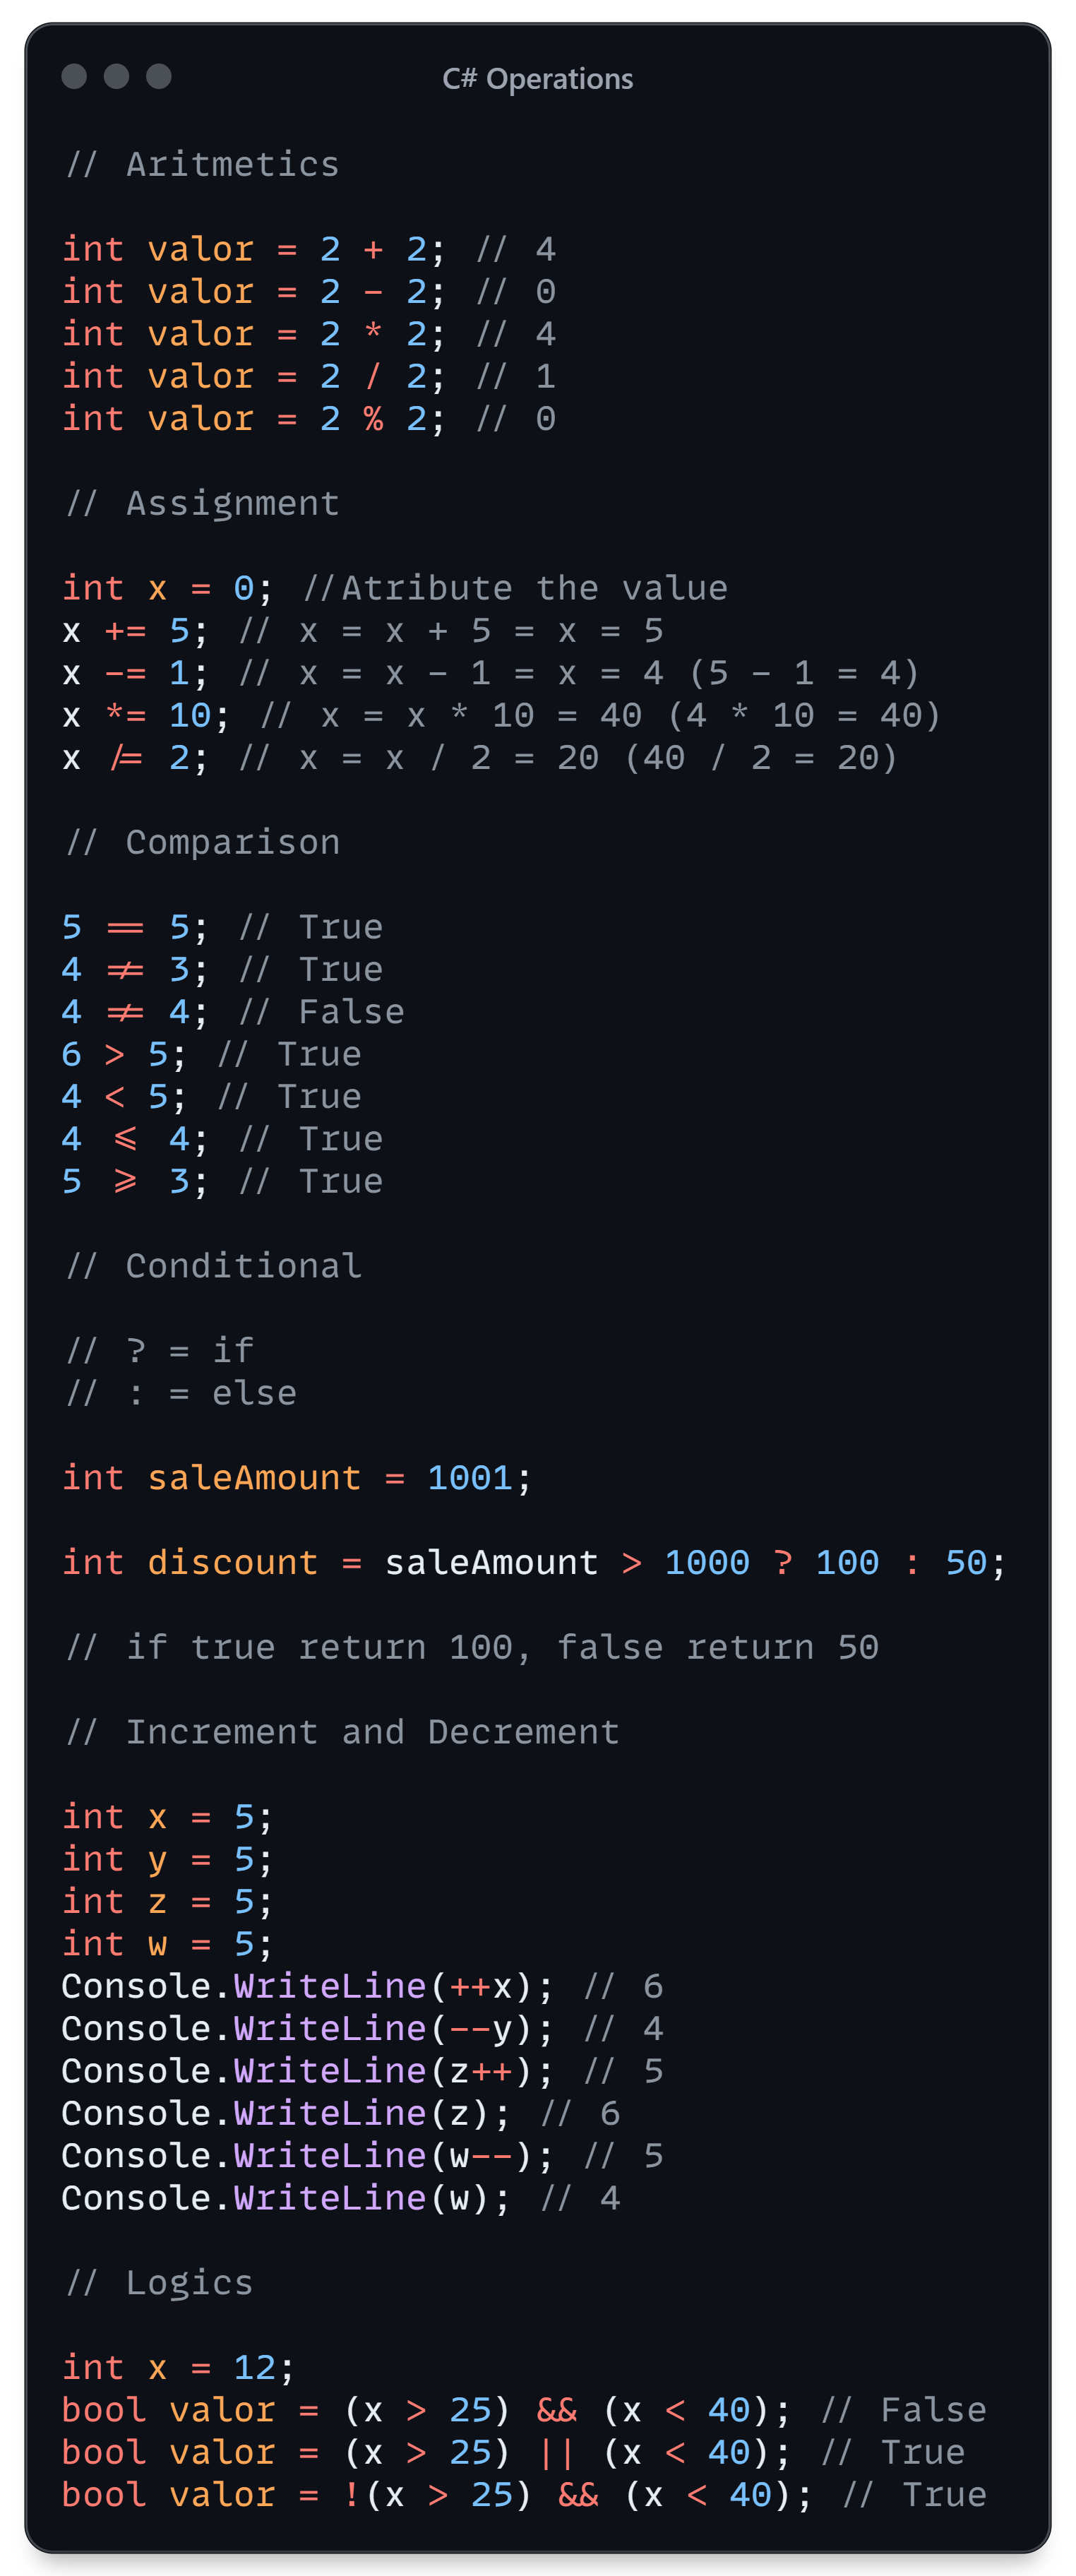 C# Operations
// Aritmetics
int valor = 2 + 2; // 4
int valor = 2 - 2; // 0
int valor = 2 * 2; // 4
int valor = 2 / 2; // 1
int valor = 2 % 2; // 0
// Assignment
int x = 0; //Atribute the value
x += 5; // x = x + 5 = x = 5
x -= 1; // x = x - 1 = x = 4 (5 - 1 = 4)
x *= 10; // x = x * 10 = 40 (4 * 10 = 40)
x /= 2; // x = x / 2 = 20 (40 / 2 = 20)
// Comparison
5 == 5; // True
4 != 3; // True
4 != 4; // False
6 > 5; // True
4 < 5; // True
4 <= 4; // True
5 >= 3; // True
// Conditional
// ? = if
// : = else
int saleAmount = 1001;
int discount = saleAmount > 1000 ? 100 : 50;
// if true return 100, false return 50
// Increment and Decrement
int x = 5;
int y = 5;
int z = 5;
int w = 5;
Console.WriteLine(++x); // 6
Console.WriteLine(--y); // 4
Console.WriteLine(z++); // 5
Console.WriteLine(z); // 6
Console.WriteLine(w--); // 5
Console.WriteLine(w); // 4
// Logics
int x = 12;
bool valor = (x > 25) && (x < 40); // False
bool valor = (x > 25) || (x < 40); // True
bool valor = !(x > 25) && (x < 40); // True